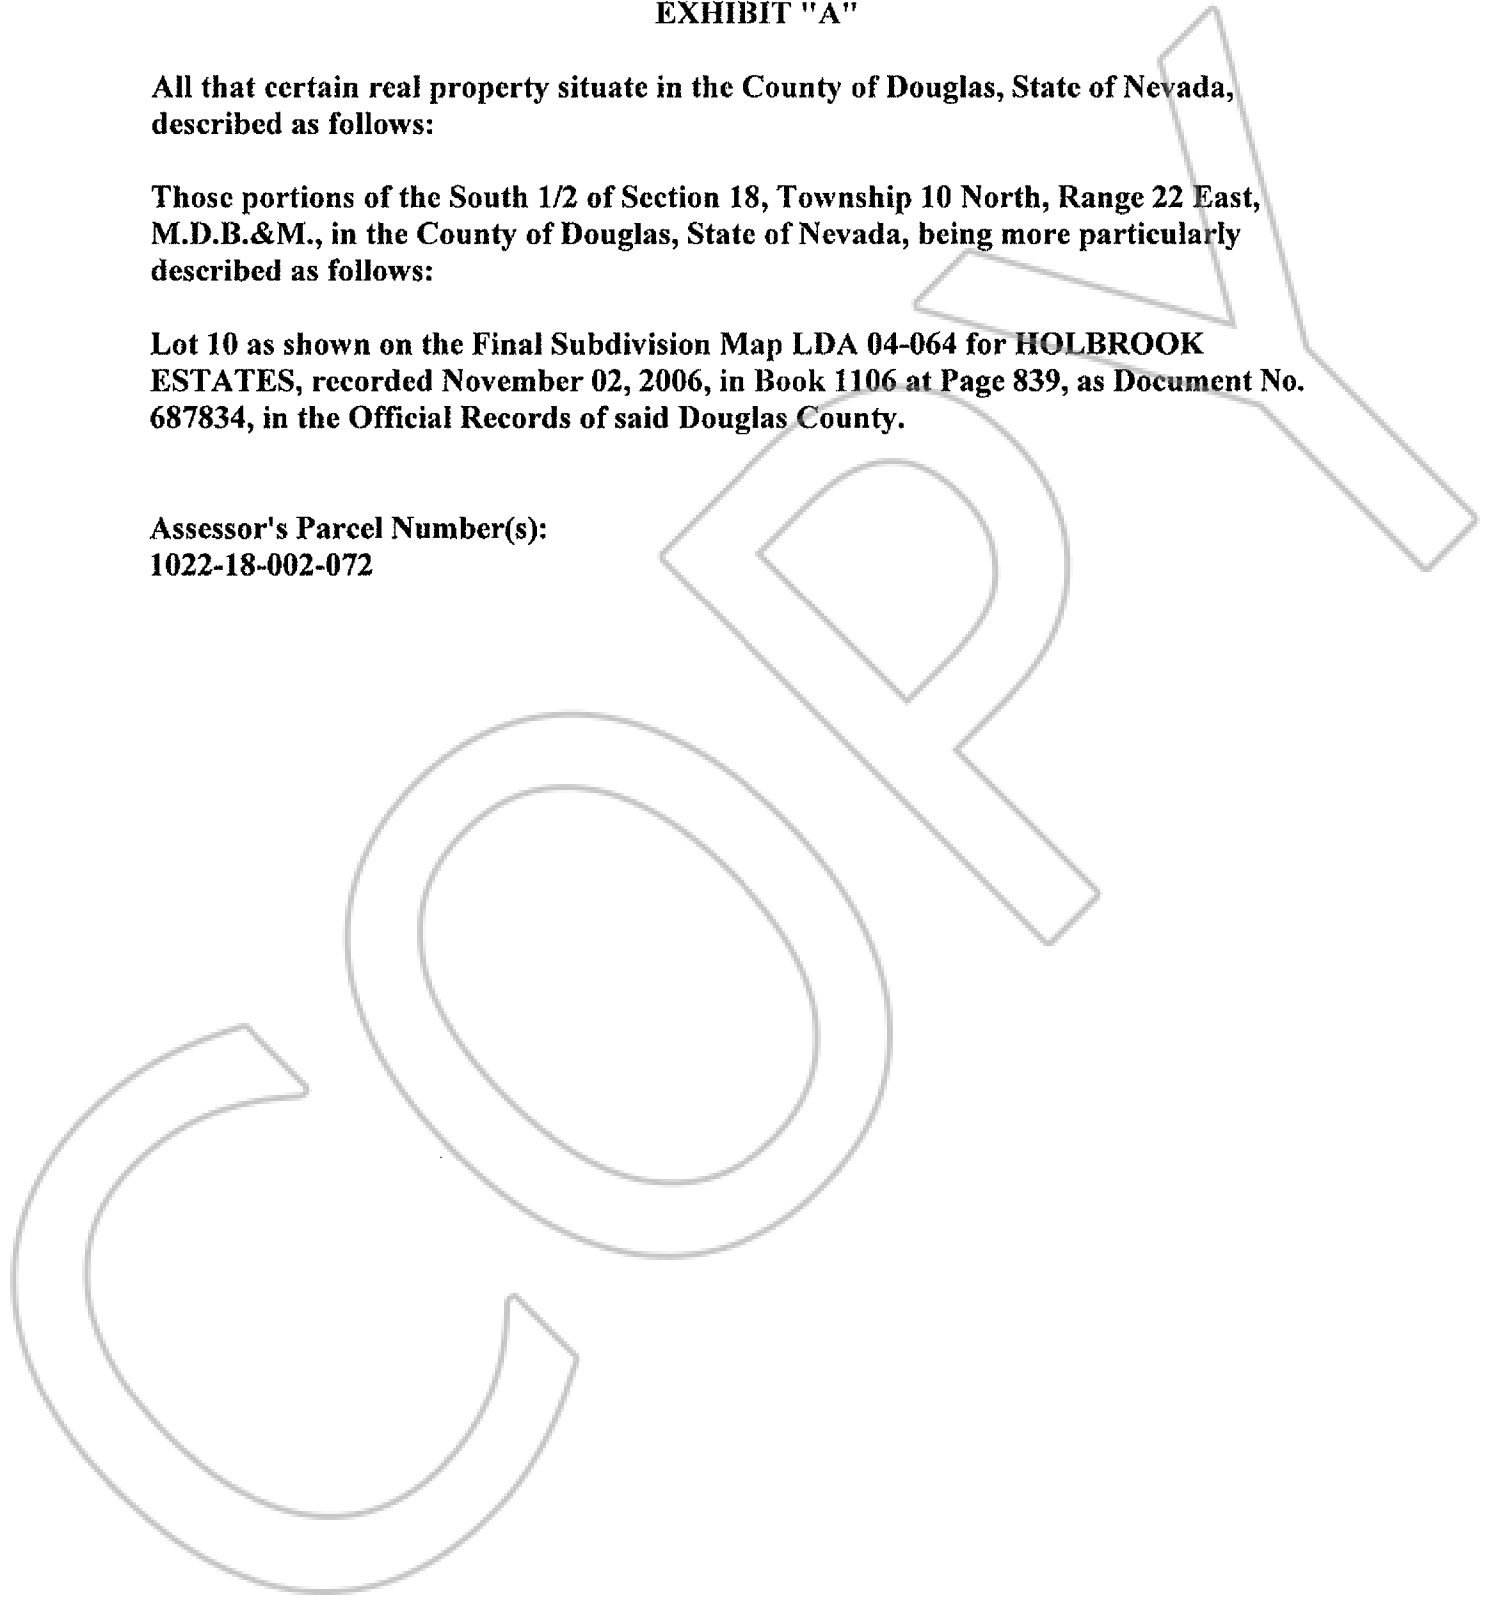 EXHIBIT "A"
All that certain real property situate in the County of Douglas, State of Nevada,
described as follows:
Those portions of the South 1/2 of Section 18, Township 10 North, Range 22 East,
M.D.B.&M., in the County of Douglas, State of Nevada, being more particularly
described as follows:
Lot 10 as shown on the Final Subdivision Map LDA 04-064 for HOLBROOK
ESTATES, recorded November 02, 2006, in Book 1106 at Page 839, as Document No.
687834, in the Official Records of said Douglas County.
Assessor's Parcel Number(s):
1022-18-002-072
COPY